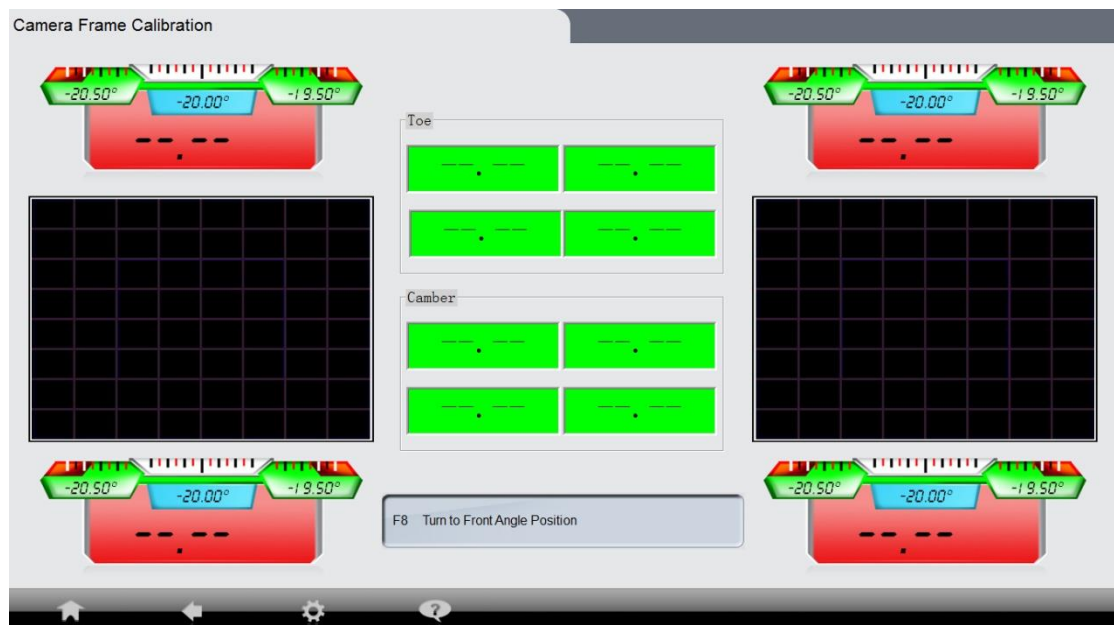 Camera Frame Calibration
-20.50° -20.00° -19.50°
--.--
-20.50° -20.00° -19.50°
--.--
Toe
--.-- --.--
--.-- --.--
Camber
--.-- --.--
--.-- --.--
-20.50° -20.00° -19.50°
--.--
F8 Turn to Front Angle Position
-20.50° -20.00° -19.50°
--.--
?